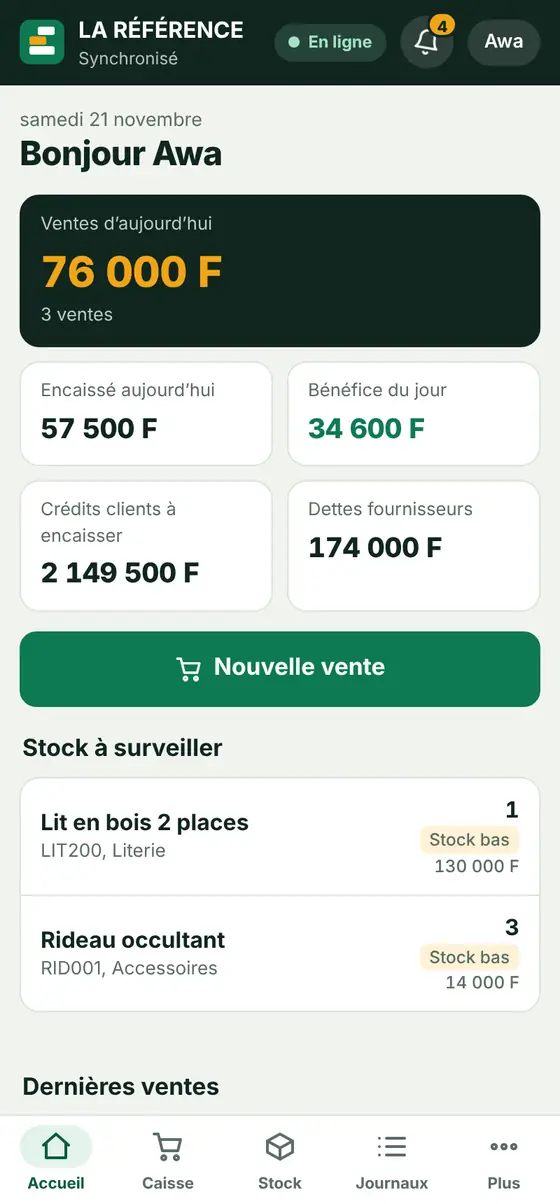 LA RÉFÉRENCE
Synchronisé
En ligne
4
Awa
samedi 21 novembre
Bonjour Awa
Ventes d’aujourd’hui
76 000 F
3 ventes
Encaissé aujourd’hui
57 500 F
Bénéfice du jour
34 600 F
Crédits clients à
encaisser
2 149 500 F
Dettes fournisseurs
174 000 F
Nouvelle vente
Stock à surveiller
Lit en bois 2 places
LIT200, Literie
1
Stock bas
130 000 F
Rideau occultant
RID001, Accessoires
3
Stock bas
14 000 F
Dernières ventes
Accueil
Caisse
Stock
Journaux
Plus